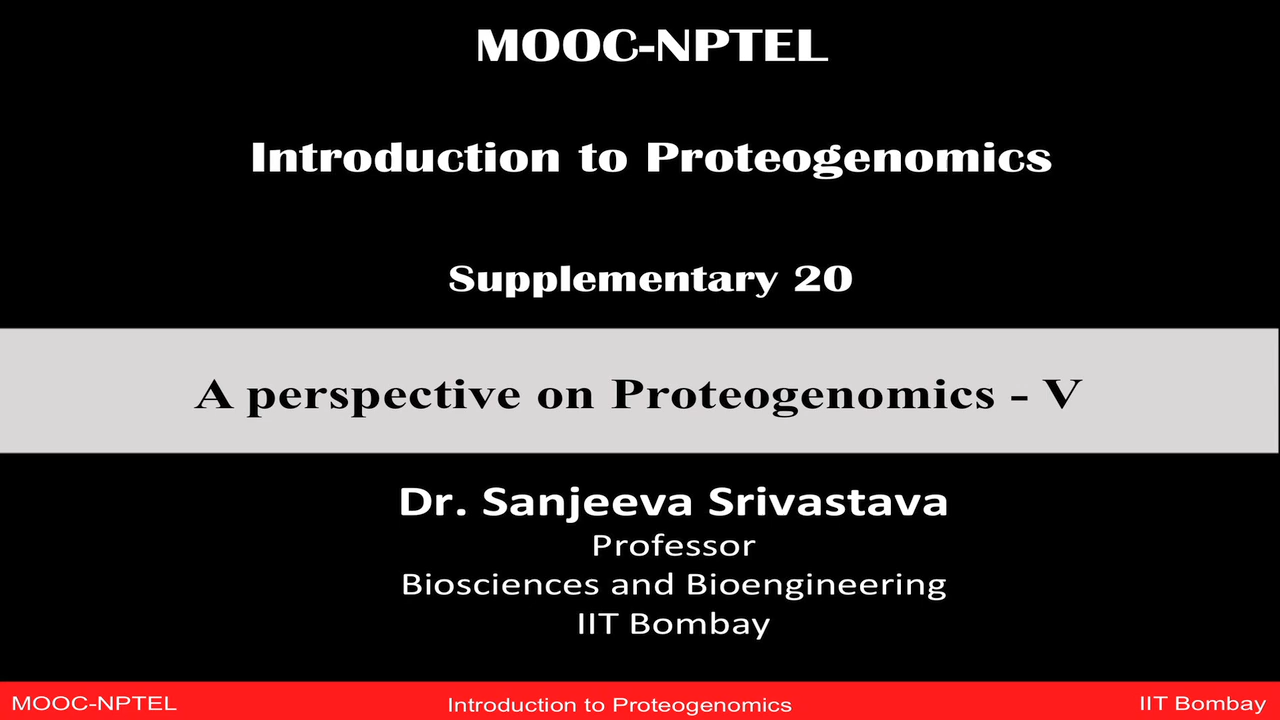 MOOC-NPTEL
Introduction to Proteogenomics
Supplementary 20
A perspective on Proteogenomics - V
Dr. Sanjeeva Srivastava
Professor
Biosciences and Bioengineering
IIT Bombay
MOOC-NPTEL
Introduction to Proteogenomics
IIT Bombay